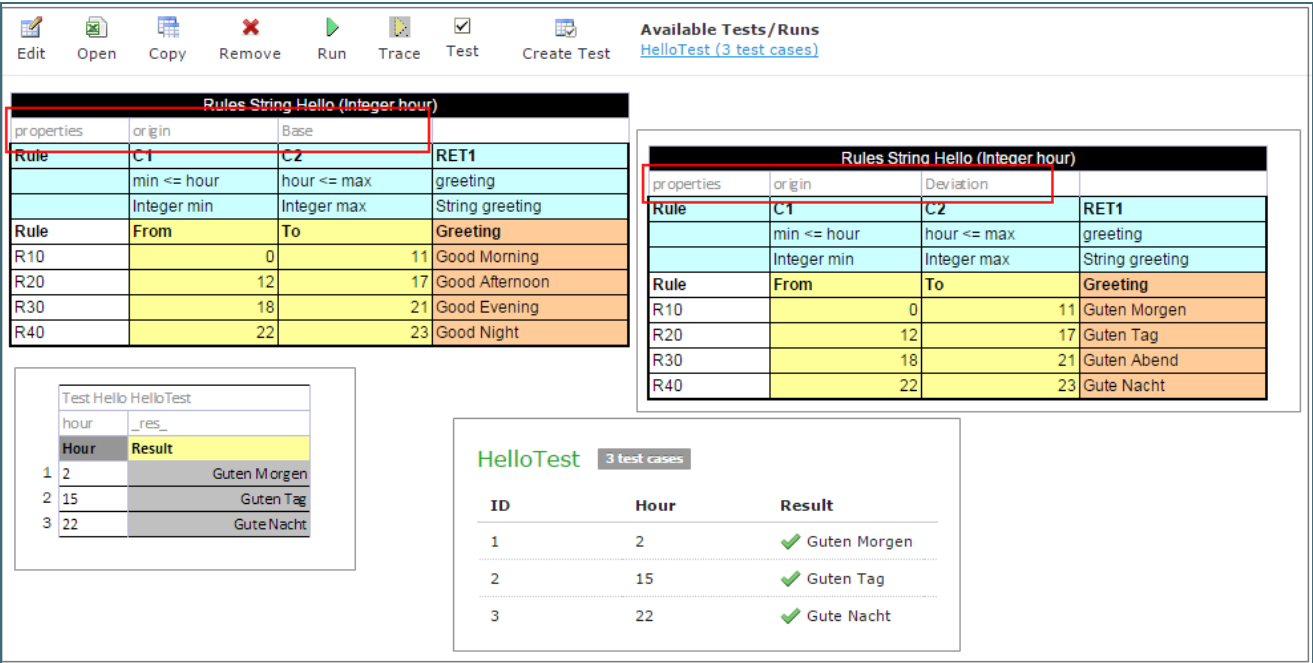 Edit Open Copy Remove Run Trace Test Create Test
Available Tests/Runs
HelloTest (3 test cases)
Rules String Hello (Integer hour)
properties origin Base
Rule C1 C2 RET1
min <= hour hour <= max greeting
Integer min Integer max String greeting
Rule From To Greeting
R10 0 11 Good Morning
R20 12 17 Good Afternoon
R30 18 21 Good Evening
R40 22 23 Good Night
Rules String Hello (Integer hour)
properties origin Deviation
Rule C1 C2 RET1
min <= hour hour <= max greeting
Integer min Integer max String greeting
Rule From To Greeting
R10 0 11 Guten Morgen
R20 12 17 Guten Tag
R30 18 21 Guten Abend
R40 22 23 Gute Nacht
Test Hello HelloTest
hour _res_
Hour Result
1 2 Guten Morgen
2 15 Guten Tag
3 22 Gute Nacht
HelloTest 3 test cases
ID Hour Result
1 2 Guten Morgen
2 15 Guten Tag
3 22 Gute Nacht